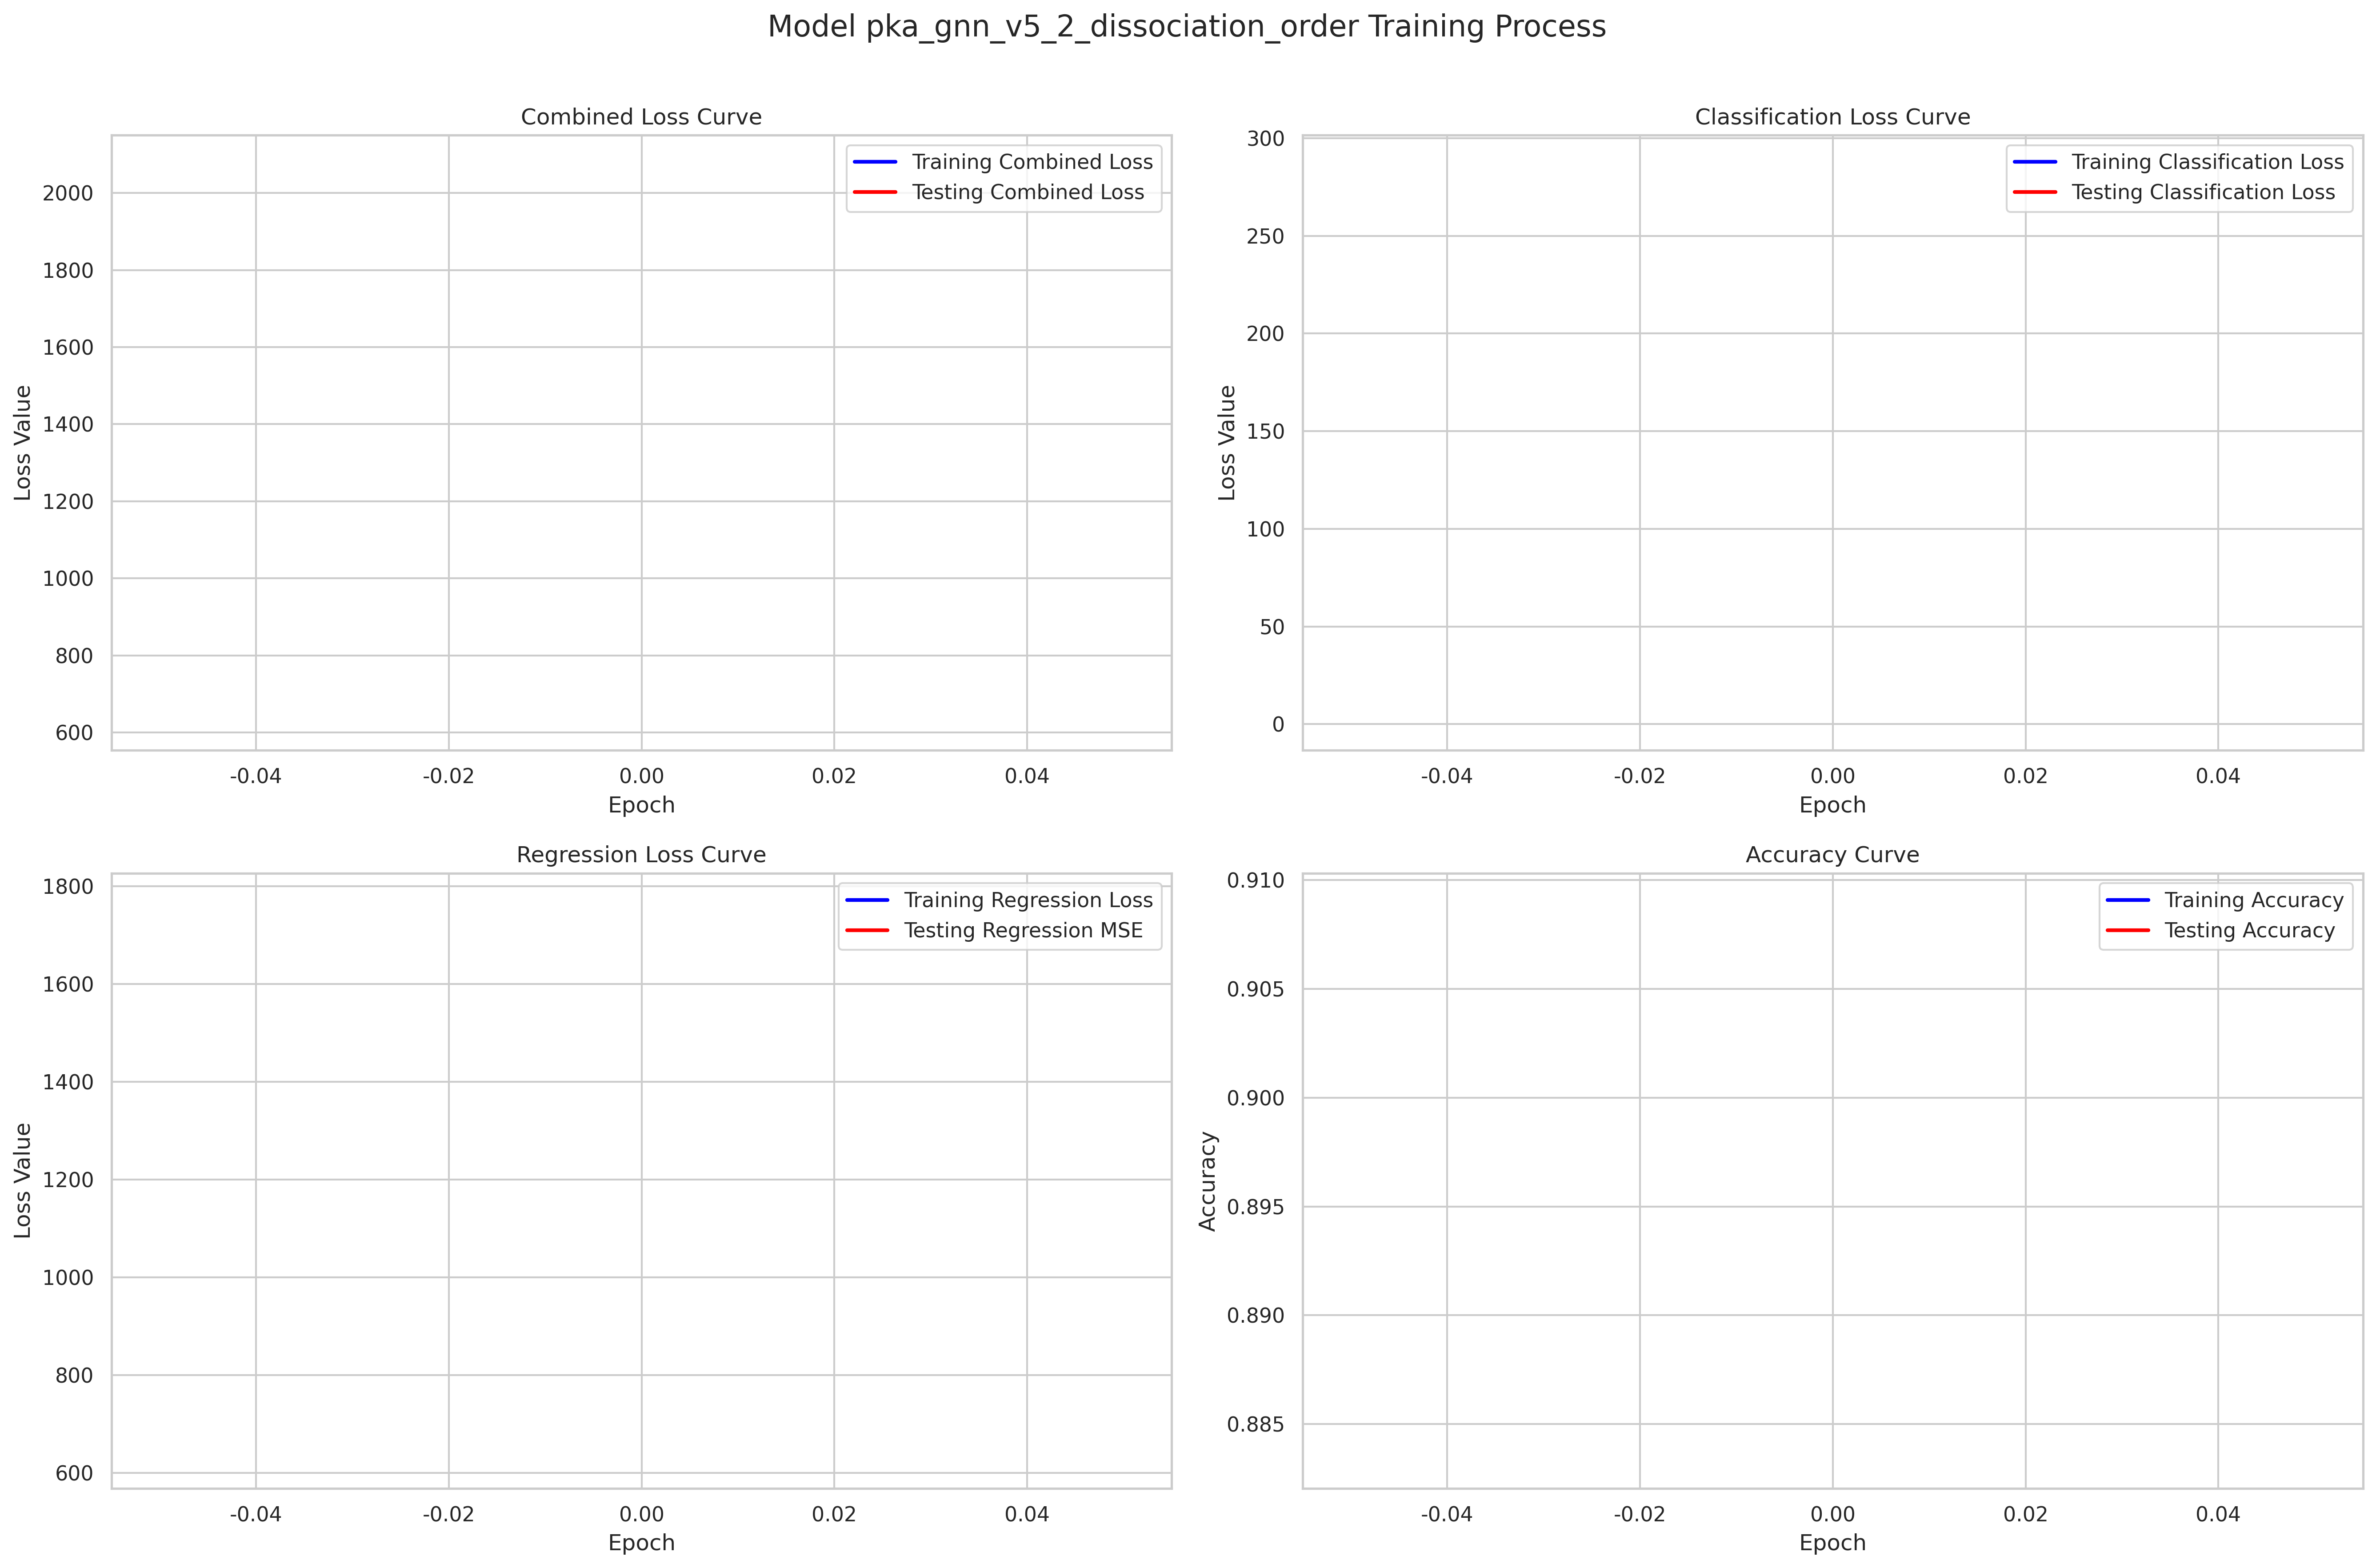 Model pka_gnn_v5_2_dissociation_order Training Process
Combined Loss Curve
Training Combined Loss
Testing Combined Loss
2000
1800
1600
1400
1200
1000
800
600
Loss Value
-0.04
-0.02
0.00
0.02
0.04
Epoch
Classification Loss Curve
Training Classification Loss
Testing Classification Loss
300
250
200
150
100
50
0
Loss Value
-0.04
-0.02
0.00
0.02
0.04
Epoch
Regression Loss Curve
Training Regression Loss
Testing Regression MSE
1800
1600
1400
1200
1000
800
600
Loss Value
-0.04
-0.02
0.00
0.02
0.04
Epoch
Accuracy Curve
Training Accuracy
Testing Accuracy
0.910
0.905
0.900
0.895
0.890
0.885
Accuracy
-0.04
-0.02
0.00
0.02
0.04
Epoch